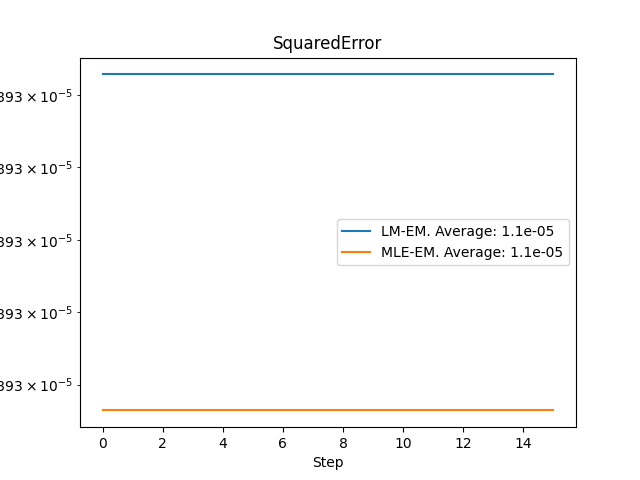 SquaredError
393 × 10⁻⁵
393 × 10⁻⁵
393 × 10⁻⁵
393 × 10⁻⁵
393 × 10⁻⁵
LM-EM. Average: 1.1e-05
MLE-EM. Average: 1.1e-05
0 2 4 6 8 10 12 14
Step